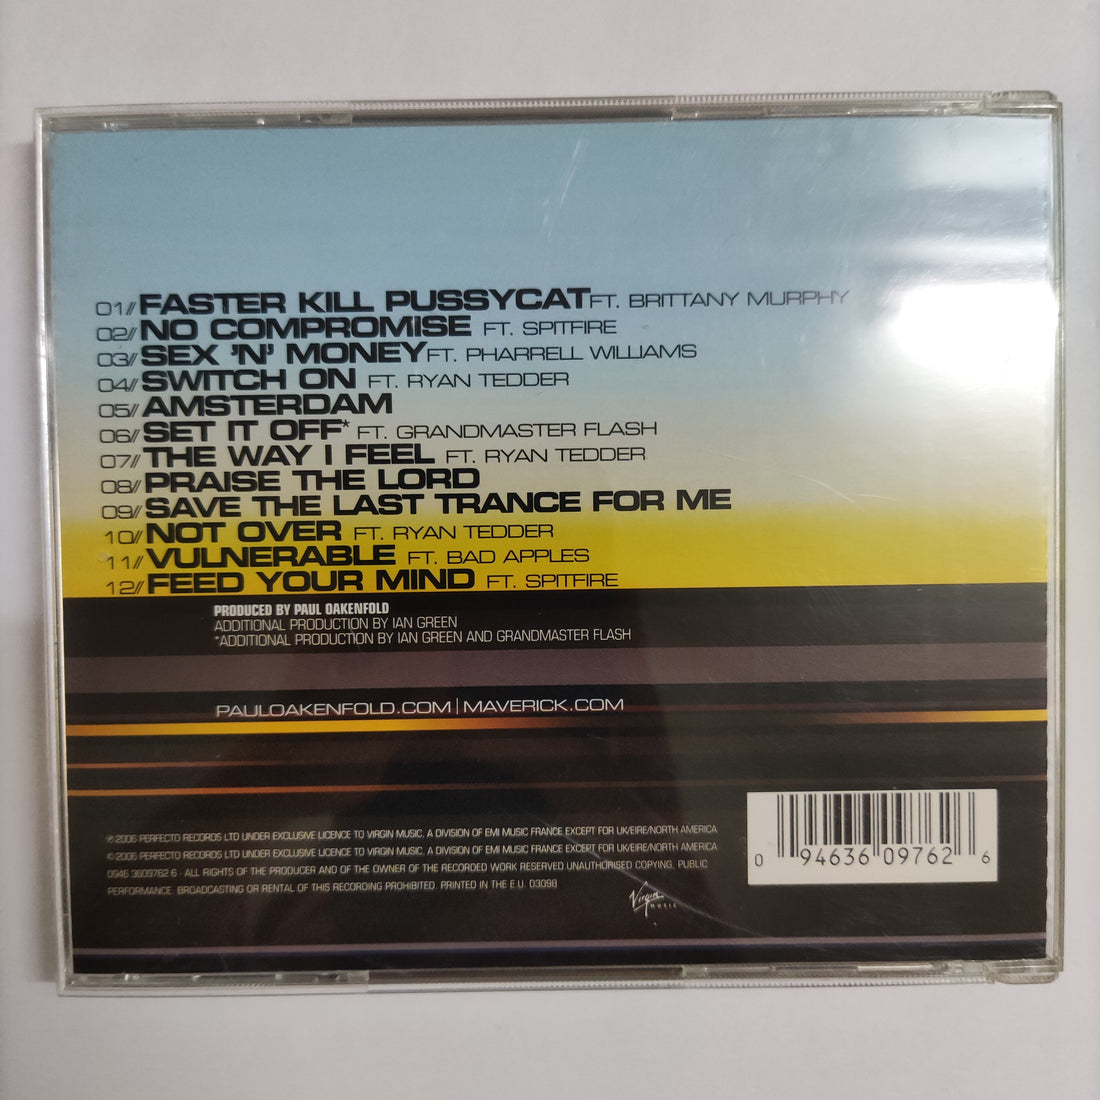 01// FASTER KILL PUSSYCAT FT. BRITTANY MURPHY
02// NO COMPROMISE FT. SPITFIRE
03// SEX 'N' MONEY FT. PHARRELL WILLIAMS
04// SWITCH ON FT. RYAN TEDDER
05// AMSTERDAM
06// SET IT OFF* FT. GRANDMASTER FLASH
07// THE WAY I FEEL FT. RYAN TEDDER
08// PRAISE THE LORD
09// SAVE THE LAST TRANCE FOR ME
10// NOT OVER FT. RYAN TEDDER
11// VULNERABLE FT. BAD APPLES
12// FEED YOUR MIND FT. SPITFIRE
PRODUCED BY PAUL OAKENFOLD
ADDITIONAL PRODUCTION BY IAN GREEN
*ADDITIONAL PRODUCTION BY IAN GREEN AND GRANDMASTER FLASH
PAULOAKENFOLD.COM | MAVERICK.COM
℗ 2006 PERFECTO RECORDS LTD UNDER EXCLUSIVE LICENCE TO VIRGIN MUSIC, A DIVISION OF EMI MUSIC FRANCE EXCEPT FOR UK/EIRE/NORTH AMERICA
© 2006 PERFECTO RECORDS LTD UNDER EXCLUSIVE LICENCE TO VIRGIN MUSIC, A DIVISION OF EMI MUSIC FRANCE EXCEPT FOR UK/EIRE/NORTH AMERICA
0946 3609762 6 · ALL RIGHTS OF THE PRODUCER AND OF THE OWNER OF THE RECORDED WORK RESERVED. UNAUTHORISED COPYING, PUBLIC
PERFORMANCE, BROADCASTING OR RENTAL OF THIS RECORDING PROHIBITED. PRINTED IN THE E.U. 03098
Virgin
MUSIC
0 94636 09762 6